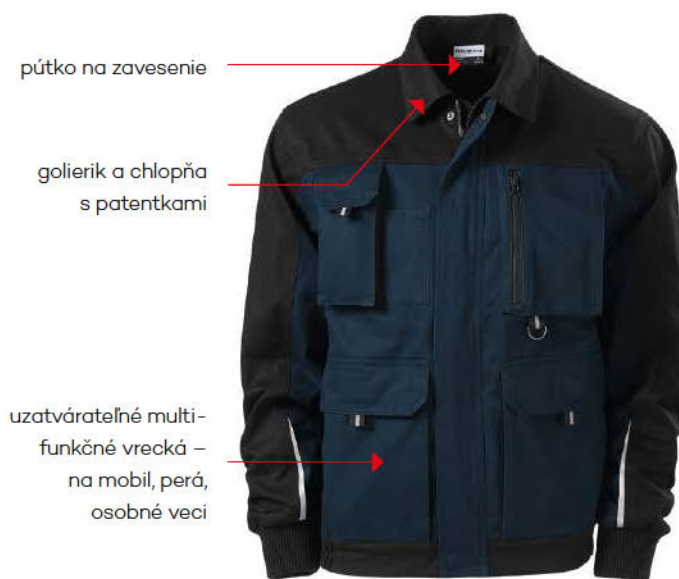 pútko na zavesenie
golierik a chlopňa
s patentkami
uzatvárateľné multi-
funkčné vrecká –
na mobil, perá,
osobné veci